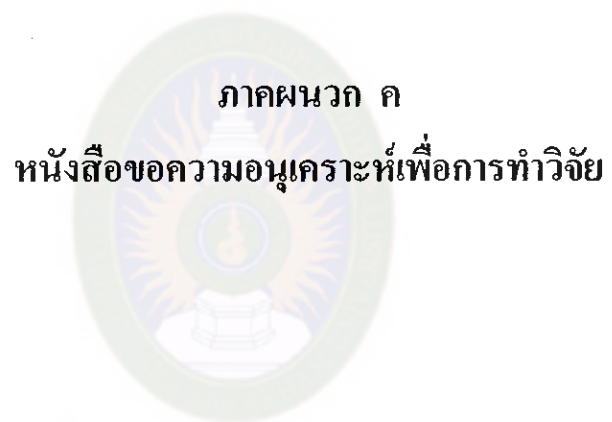 ภาคผนวก ค
หนังสือขอความอนุเคราะห์เพื่อการทำวิจัย